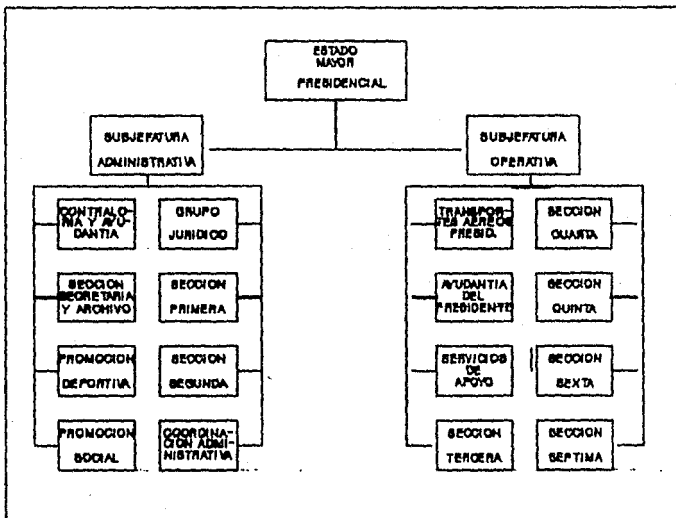 ESTADO
MAYOR
PRESIDENCIAL
SUBJEFATURA
ADMINISTRATIVA
SUBJEFATURA
OPERATIVA
CONTRALO-
RIA Y AYU-
DANTIA
GRUPO
JURIDICO
TRANSPOR-
TES AEREOS
PRESID.
SECCION
CUARTA
SECCION
SECRETARIA
Y ARCHIVO
SECCION
PRIMERA
AYUDANTIA
DEL
PRESIDENTE
SECCION
QUINTA
PROMOCION
DEPORTIVA
SECCION
SEGUNDA
SERVICIOS
DE
APOYO
SECCION
SEXTA
PROMOCION
SOCIAL
COORDINA-
CION ADMI-
NISTRATIVA
SECCION
TERCERA
SECCION
SEPTIMA